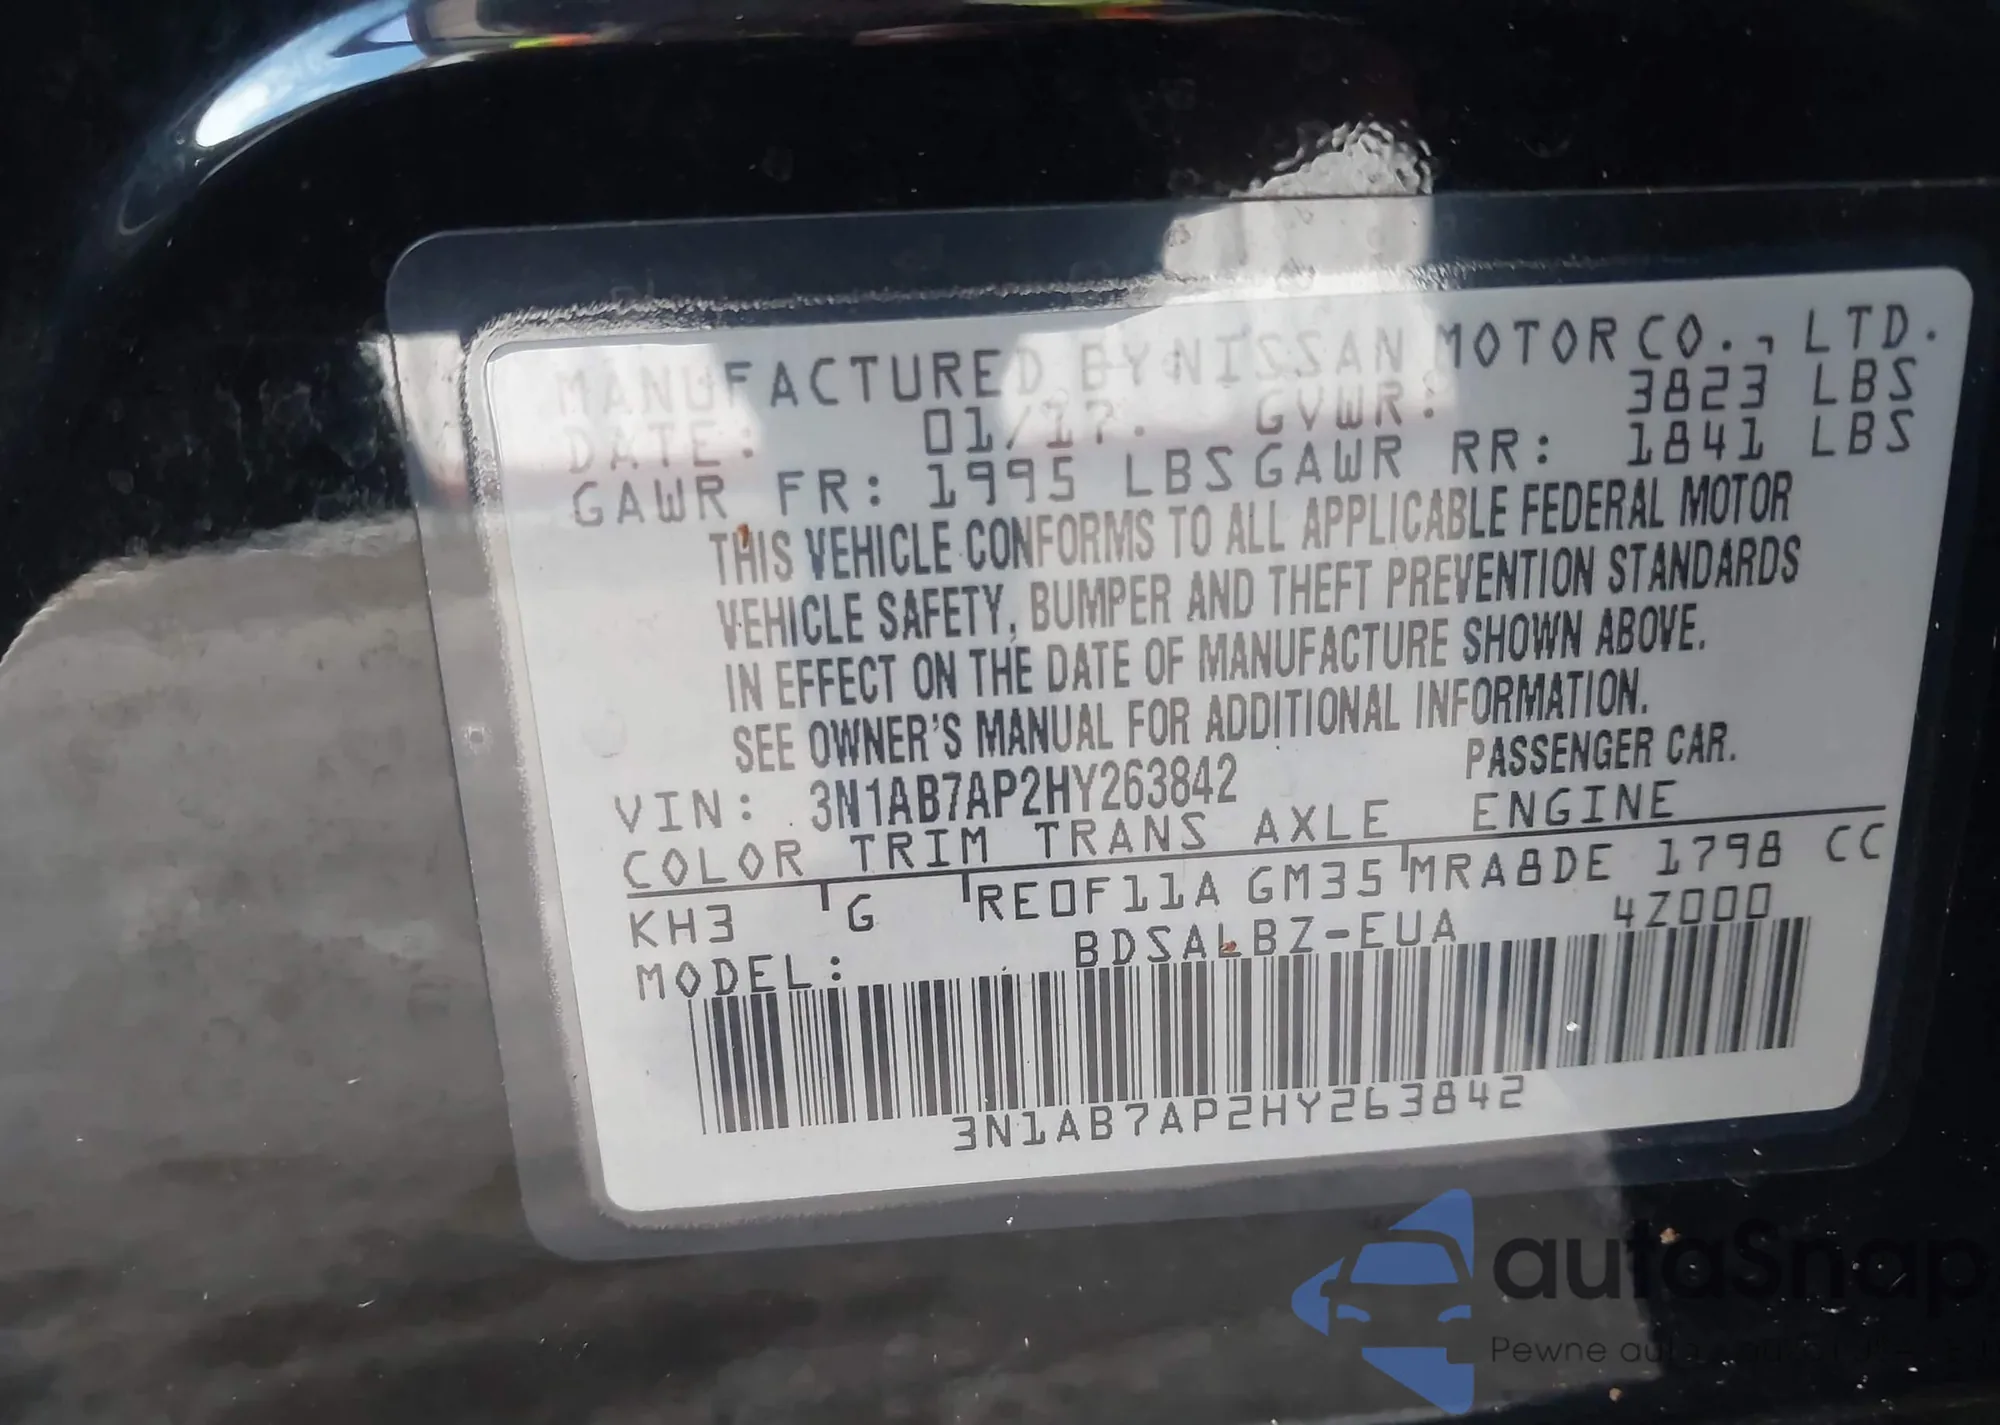 MANUFACTURED BY NISSAN MOTOR CO., LTD.
DATE: 01/17. GVWR: 3823 LBS
GAWR FR: 1995 LBS GAWR RR: 1841 LBS
THIS VEHICLE CONFORMS TO ALL APPLICABLE FEDERAL MOTOR
VEHICLE SAFETY, BUMPER AND THEFT PREVENTION STANDARDS
IN EFFECT ON THE DATE OF MANUFACTURE SHOWN ABOVE.
SEE OWNER'S MANUAL FOR ADDITIONAL INFORMATION.
VIN: 3N1AB7AP2HY263842 PASSENGER CAR.
COLOR TRIM TRANS AXLE ENGINE
KH3 G RE0F11A GM35 MRA8DE 1798 CC
MODEL: BDSALBZ-EUA 4Z000
3N1AB7AP2HY263842
autaSnap
Pewne auta